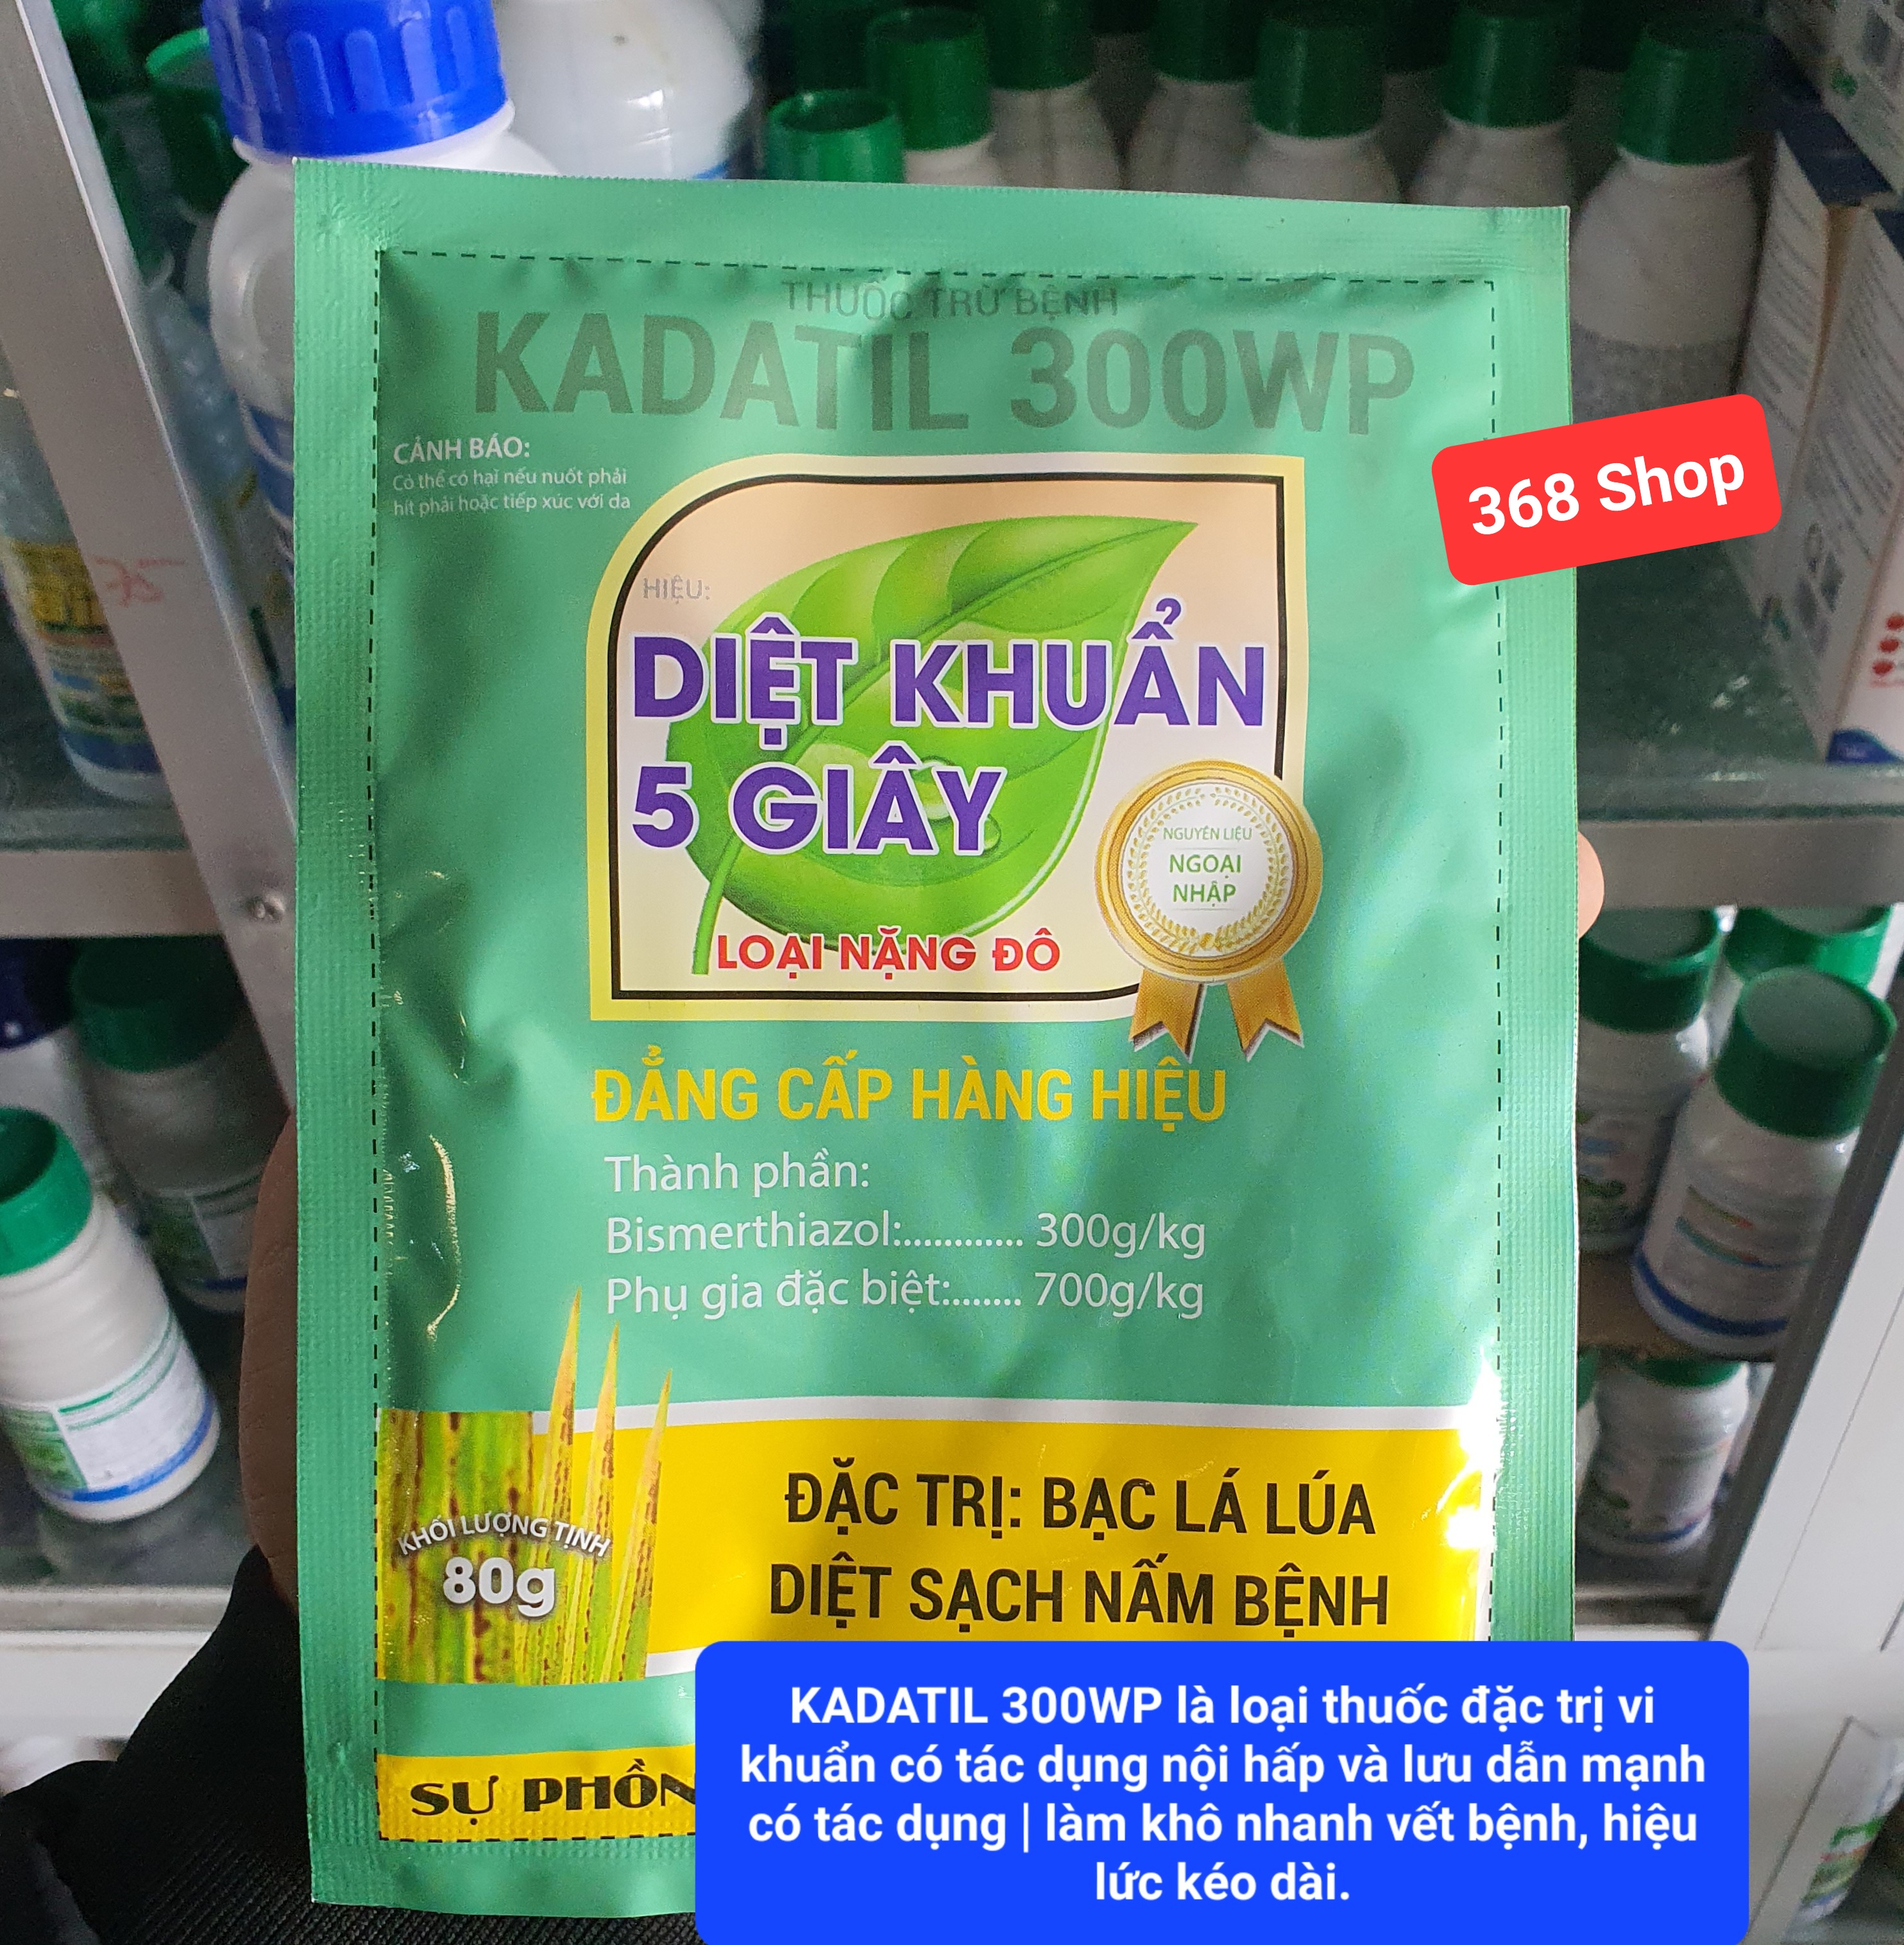 THUỐC TRỪ BỆNH
KADATIL 300WP
CẢNH BÁO:
Có thể có hại nếu nuốt phải
hít phải hoặc tiếp xúc với da
368 Shop
HIỆU:
DIỆT KHUẨN
5 GIÂY
NGUYÊN LIỆU
NGOẠI
NHẬP
LOẠI NẶNG ĐÔ
ĐẲNG CẤP HÀNG HIỆU
Thành phần:
Bismerthiazol:............ 300g/kg
Phụ gia đặc biệt:....... 700g/kg
KHỐI LƯỢNG TỊNH
80g
ĐẶC TRỊ: BẠC LÁ LÚA
DIỆT SẠCH NẤM BỆNH
SỰ PHỒN
KADATIL 300WP là loại thuốc đặc trị vi
khuẩn có tác dụng nội hấp và lưu dẫn mạnh
có tác dụng | làm khô nhanh vết bệnh, hiệu
lức kéo dài.